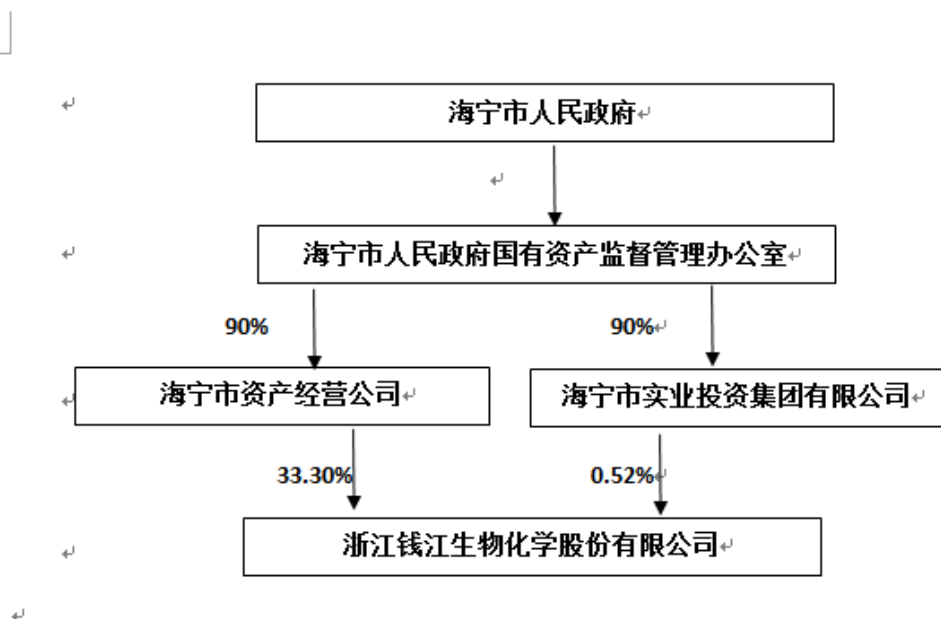 海宁市人民政府
海宁市人民政府国有资产监督管理办公室
90%
90%
海宁市资产经营公司
海宁市实业投资集团有限公司
33.30%
0.52%
浙江钱江生物化学股份有限公司